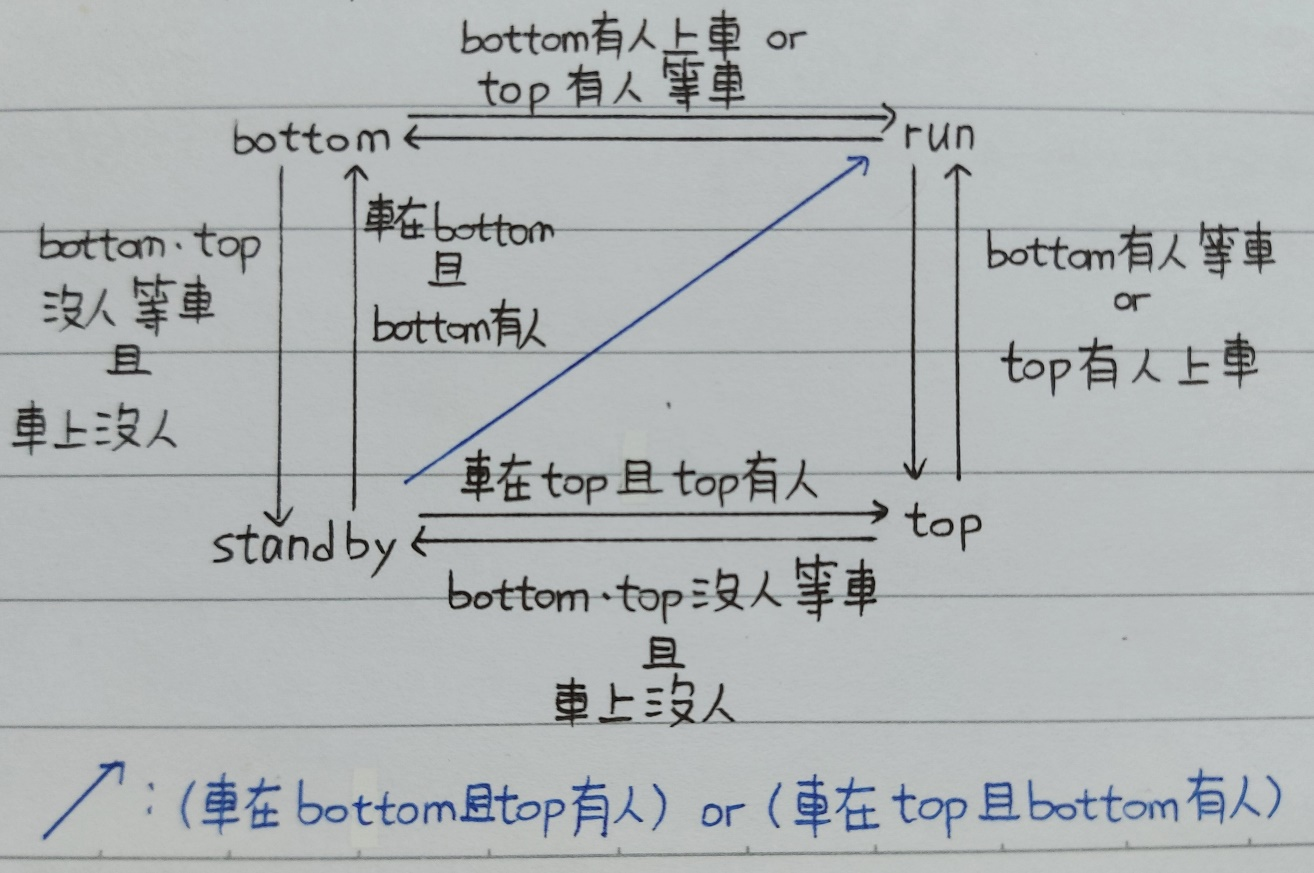 bottom有人上車 or
top 有人等車
bottom
run
bottom.top
沒人等車
且
車上沒人
車在bottom
且
bottom有人
bottom有人等車
or
top有人上車
車在top且top有人
standby
top
bottom.top沒人等車
且
車上沒人
:(車在bottom且top有人) or (車在top且bottom有人)